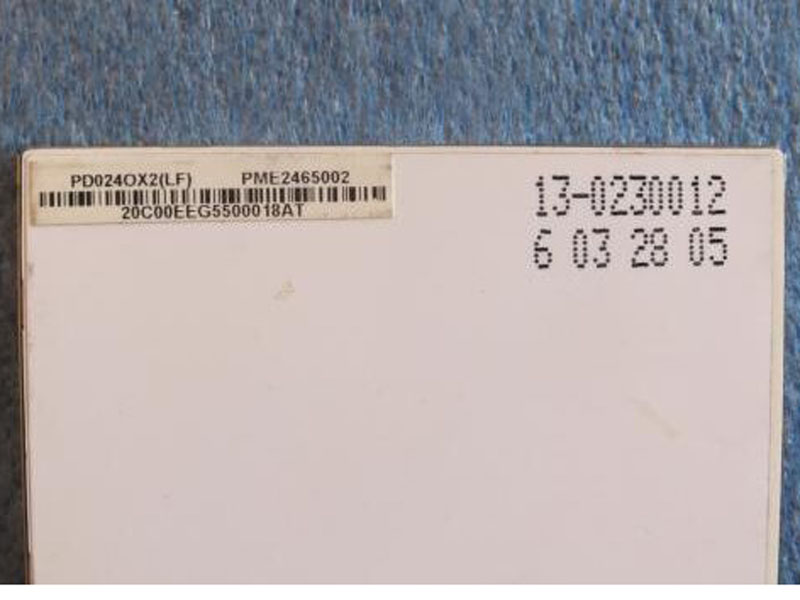 PD024OX2(LF) PME2465002
20C00EEG5500018AT
13-0230012
6 03 28 05